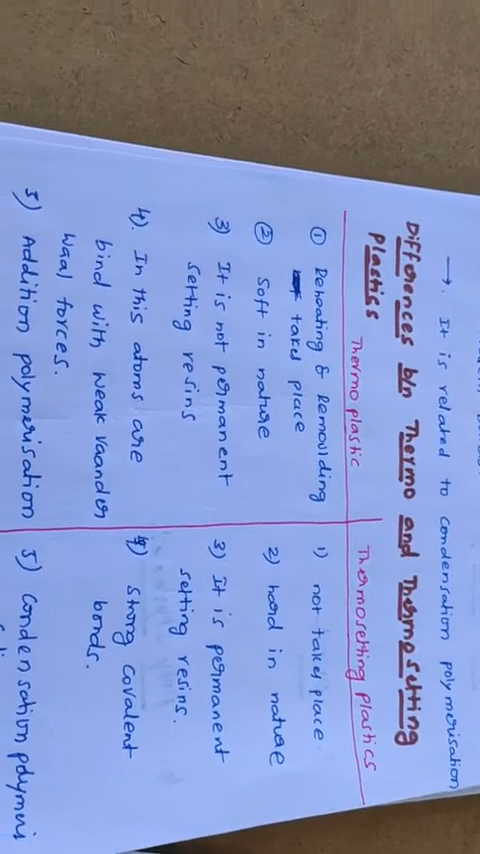 →. It is related to condensation polymerisation
Differences b/n Thermo and Thermosetting
Plastics
Thermo plastic
① Reheating & Remoulding
take place
② Soft in nature
3) It is not permanent
setting resins
4). In this atoms are
bind with weak vaander
waal forces.
5) Addition polymerisation
Thermosetting plastics
1) not take place.
2) hard in nature
3) It is permanent
setting resins.
4) Strong covalent
bonds.
5) Condensation polymeri